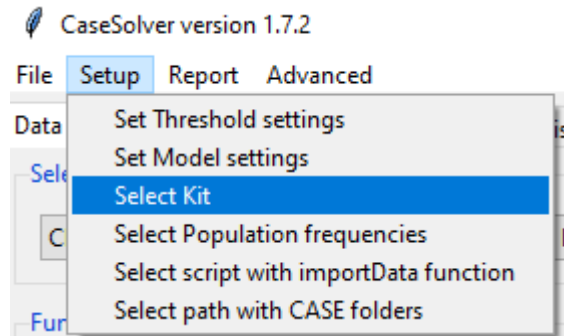 CaseSolver version 1.7.2
File Setup Report Advanced
Data
Set Threshold settings
Set Model settings
Select Kit
Select Population frequencies
Select script with importData function
Select path with CASE folders